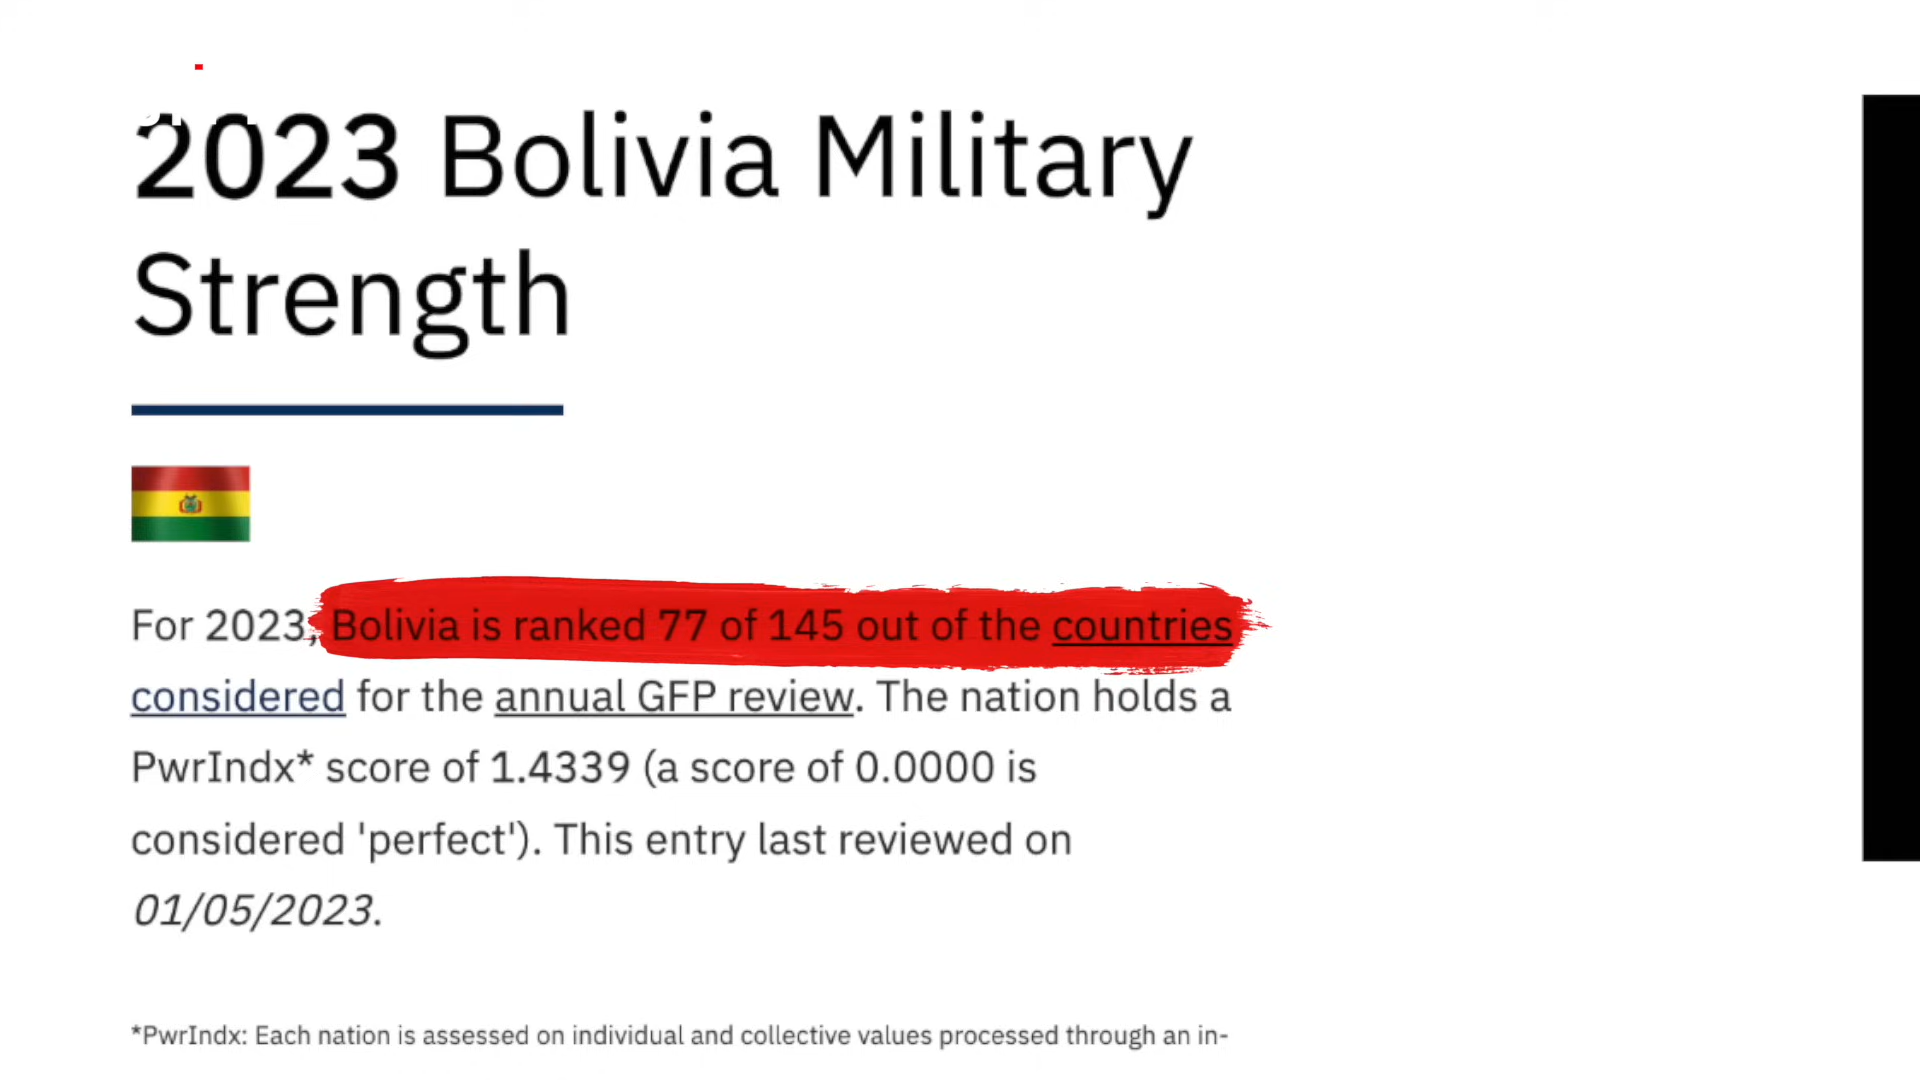 2023 Bolivia Military
Strength
For 2023, Bolivia is ranked 77 of 145 out of the countries
considered for the annual GFP review. The nation holds a
PwrIndx* score of 1.4339 (a score of 0.0000 is
considered 'perfect'). This entry last reviewed on
01/05/2023.
*PwrIndx: Each nation is assessed on individual and collective values processed through an in-